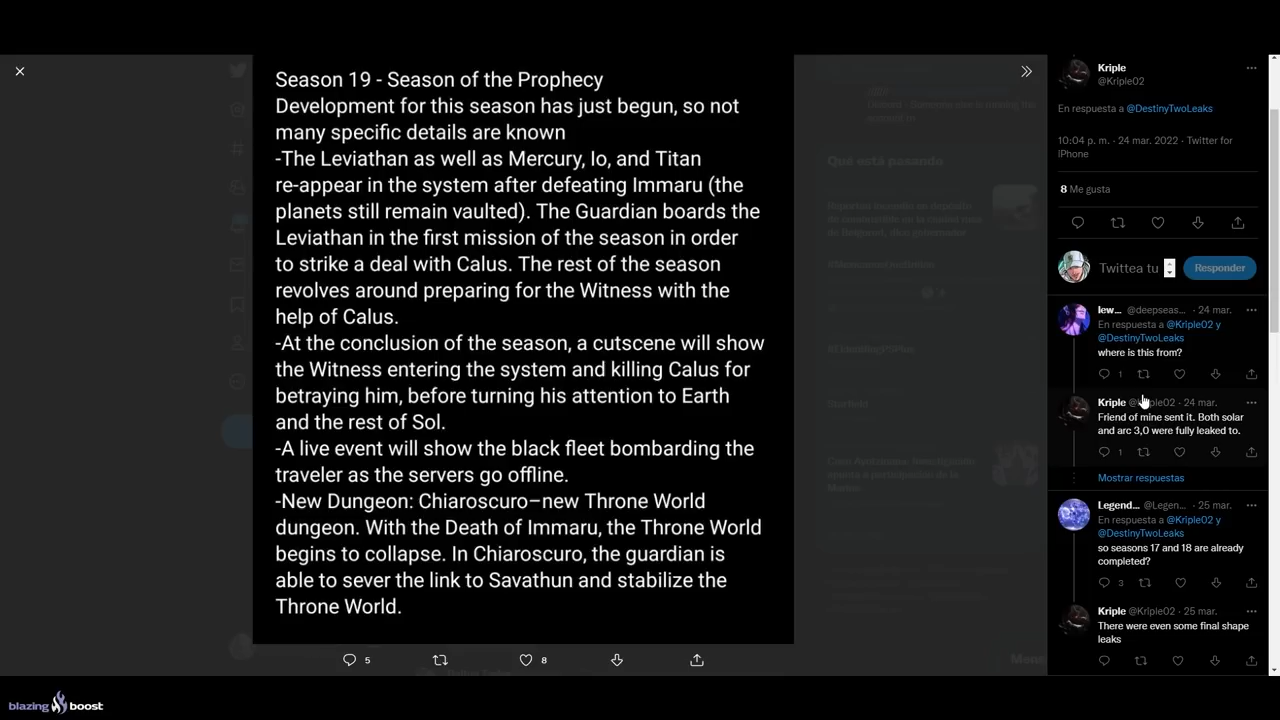 Season 19 - Season of the Prophecy
Development for this season has just begun, so not
many specific details are known
-The Leviathan as well as Mercury, Io, and Titan
re-appear in the system after defeating Immaru (the
planets still remain vaulted). The Guardian boards the
Leviathan in the first mission of the season in order
to strike a deal with Calus. The rest of the season
revolves around preparing for the Witness with the
help of Calus.
-At the conclusion of the season, a cutscene will show
the Witness entering the system and killing Calus for
betraying him, before turning his attention to Earth
and the rest of Sol.
-A live event will show the black fleet bombarding the
traveler as the servers go offline.
-New Dungeon: Chiaroscuro–new Throne World
dungeon. With the Death of Immaru, the Throne World
begins to collapse. In Chiaroscuro, the guardian is
able to sever the link to Savathun and stabilize the
Throne World.
5
8
Qué está pasando
Kriple
@Kriple02
En respuesta a @DestinyTwoLeaks
10:04 p. m. · 24 mar. 2022 · Twitter for
iPhone
8 Me gusta
Twittea tu
Responder
lew... @deepseas... · 24 mar.
En respuesta a @Kriple02 y
@DestinyTwoLeaks
where is this from?
1
Kriple @Kriple02 · 24 mar.
Friend of mine sent it. Both solar
and arc 3,0 were fully leaked to.
1
Mostrar respuestas
Legend... @Legen... · 25 mar.
En respuesta a @Kriple02 y
@DestinyTwoLeaks
so seasons 17 and 18 are already
completed?
3
Kriple @Kriple02 · 25 mar.
There were even some final shape
leaks
blazing boost